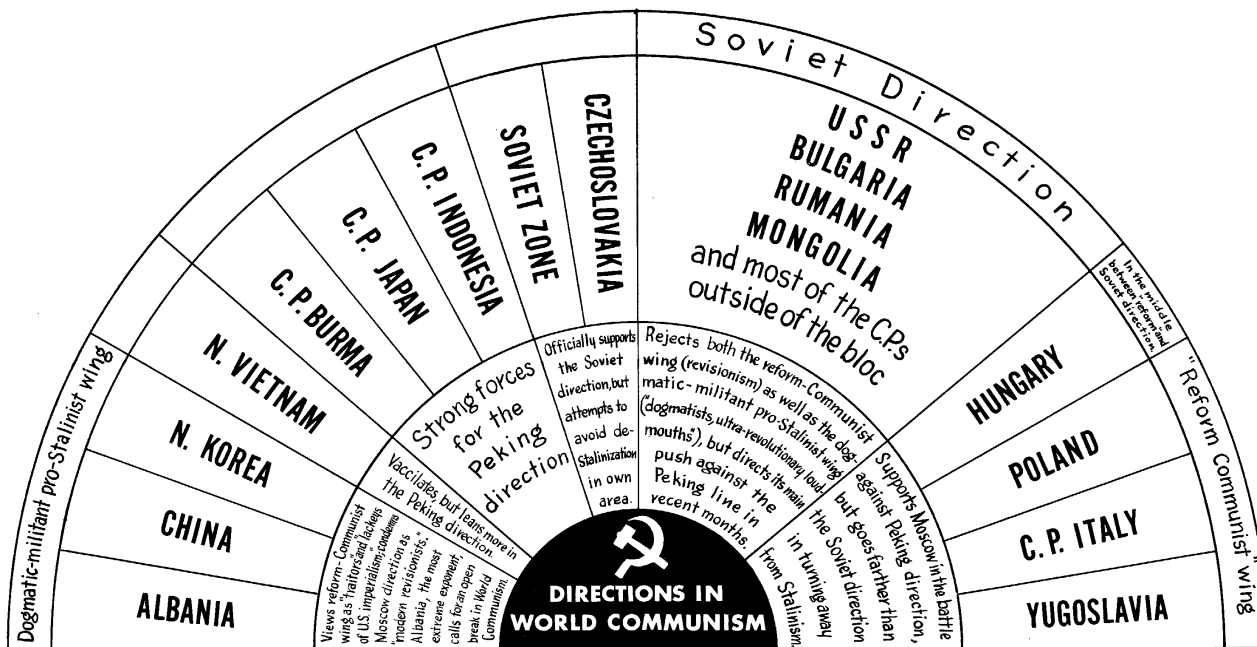 Dogmatic-militant pro-Stalinist wing
ALBANIA
CHINA
N. KOREA
N. VIETNAM
C. P. BURMA
C. P. JAPAN
C. P. INDONESIA
SOVIET ZONE
CZECHOSLOVAKIA
Soviet Direction
USSR
BULGARIA
RUMANIA
MONGOLIA
and most of the C.P.s
outside of the bloc
In the middle
between "reform" and
Soviet direction.
HUNGARY
"Reform Communist" wing
POLAND
C. P. ITALY
YUGOSLAVIA
Views reform-Communist
wing as "traitors" and "lackeys
of U.S. imperialism"; condemns
Moscow direction as
"modern revisionists."
Albania, the most
extreme exponent,
calls for an open
break in World
Communism.
Vaccilates but leans more in
the Peking direction.
Strong forces
for the
Peking
direction
Officially supports
the Soviet
direction, but
attempts to
avoid de-
Stalinization
in own
area.
Rejects both the reform-Communist
wing (revisionism) as well as the dog-
matic-militant pro-Stalinist wing
("dogmatists, ultra-revolutionary loud-
mouths"), but directs its main
push against the
Peking line in
recent months.
Supports Moscow in the battle
against Peking direction,
but goes farther than
the Soviet direction
in turning away
from Stalinism.
DIRECTIONS IN
WORLD COMMUNISM